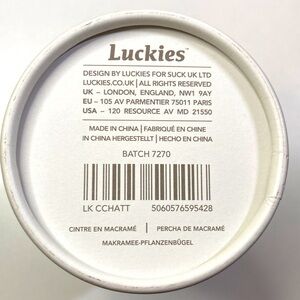 Luckies™
DESIGN BY LUCKIES FOR SUCK UK LTD
LUCKIES.CO.UK | ALL RIGHTS RESERVED
UK – LONDON, ENGLAND, NW1 9AY
EU – 105 AV PARMENTIER 75011 PARIS
USA – 120 RESOURCE AV MD 21550
MADE IN CHINA | FABRIQUÉ EN CHINE
IN CHINA HERGESTELLT | HECHO EN CHINA
BATCH 7270
LK CCHATT 5060576595428
CINTRE EN MACRAMÉ | PERCHA DE MACRAMÉ
MAKRAMEE-PFLANZENBÜGEL